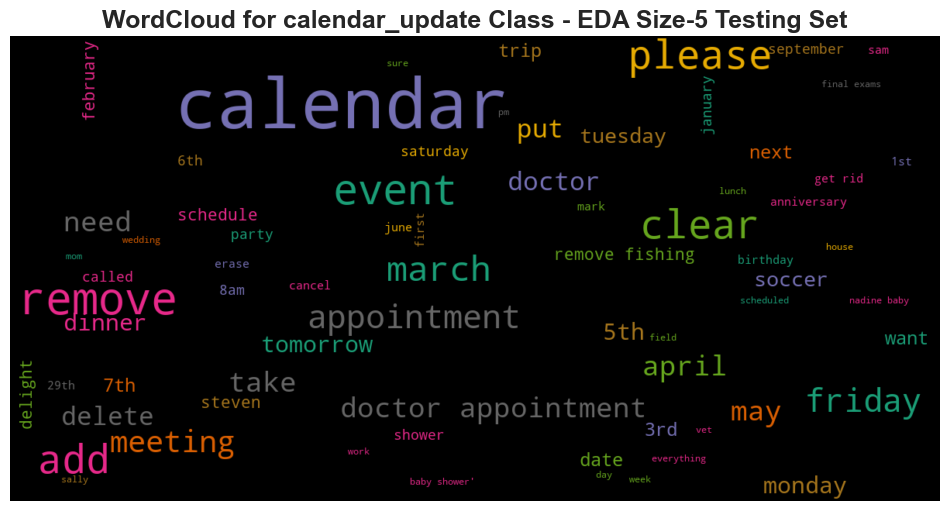 WordCloud for calendar_update Class - EDA Size-5 Testing Set
february
sure
trip
please
september
sam
calendar
pm
january
final exams
put
tuesday
6th
saturday
next
1st
event
doctor
lunch
get rid
need
schedule
june
first
mark
clear
anniversary
wedding
party
remove fishing
house
mom
erase
march
birthday
called
8am
cancel
soccer
remove
scheduled
nadine baby
dinner
appointment
5th
field
want
tomorrow
april
delight
29th
7th
take
steven
delete
doctor appointment
may
friday
meeting
shower
3rd
vet
add
work
date
everything
sally
baby shower'
day
week
monday